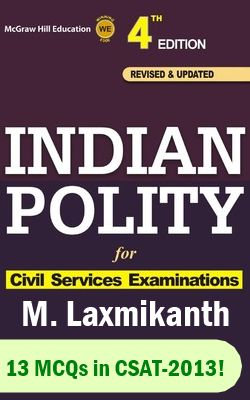 McGraw Hill Education
WE
4TH
EDITION
REVISED & UPDATED
INDIAN
POLITY
for
Civil Services Examinations
M. Laxmikanth
13 MCQs in CSAT-2013!